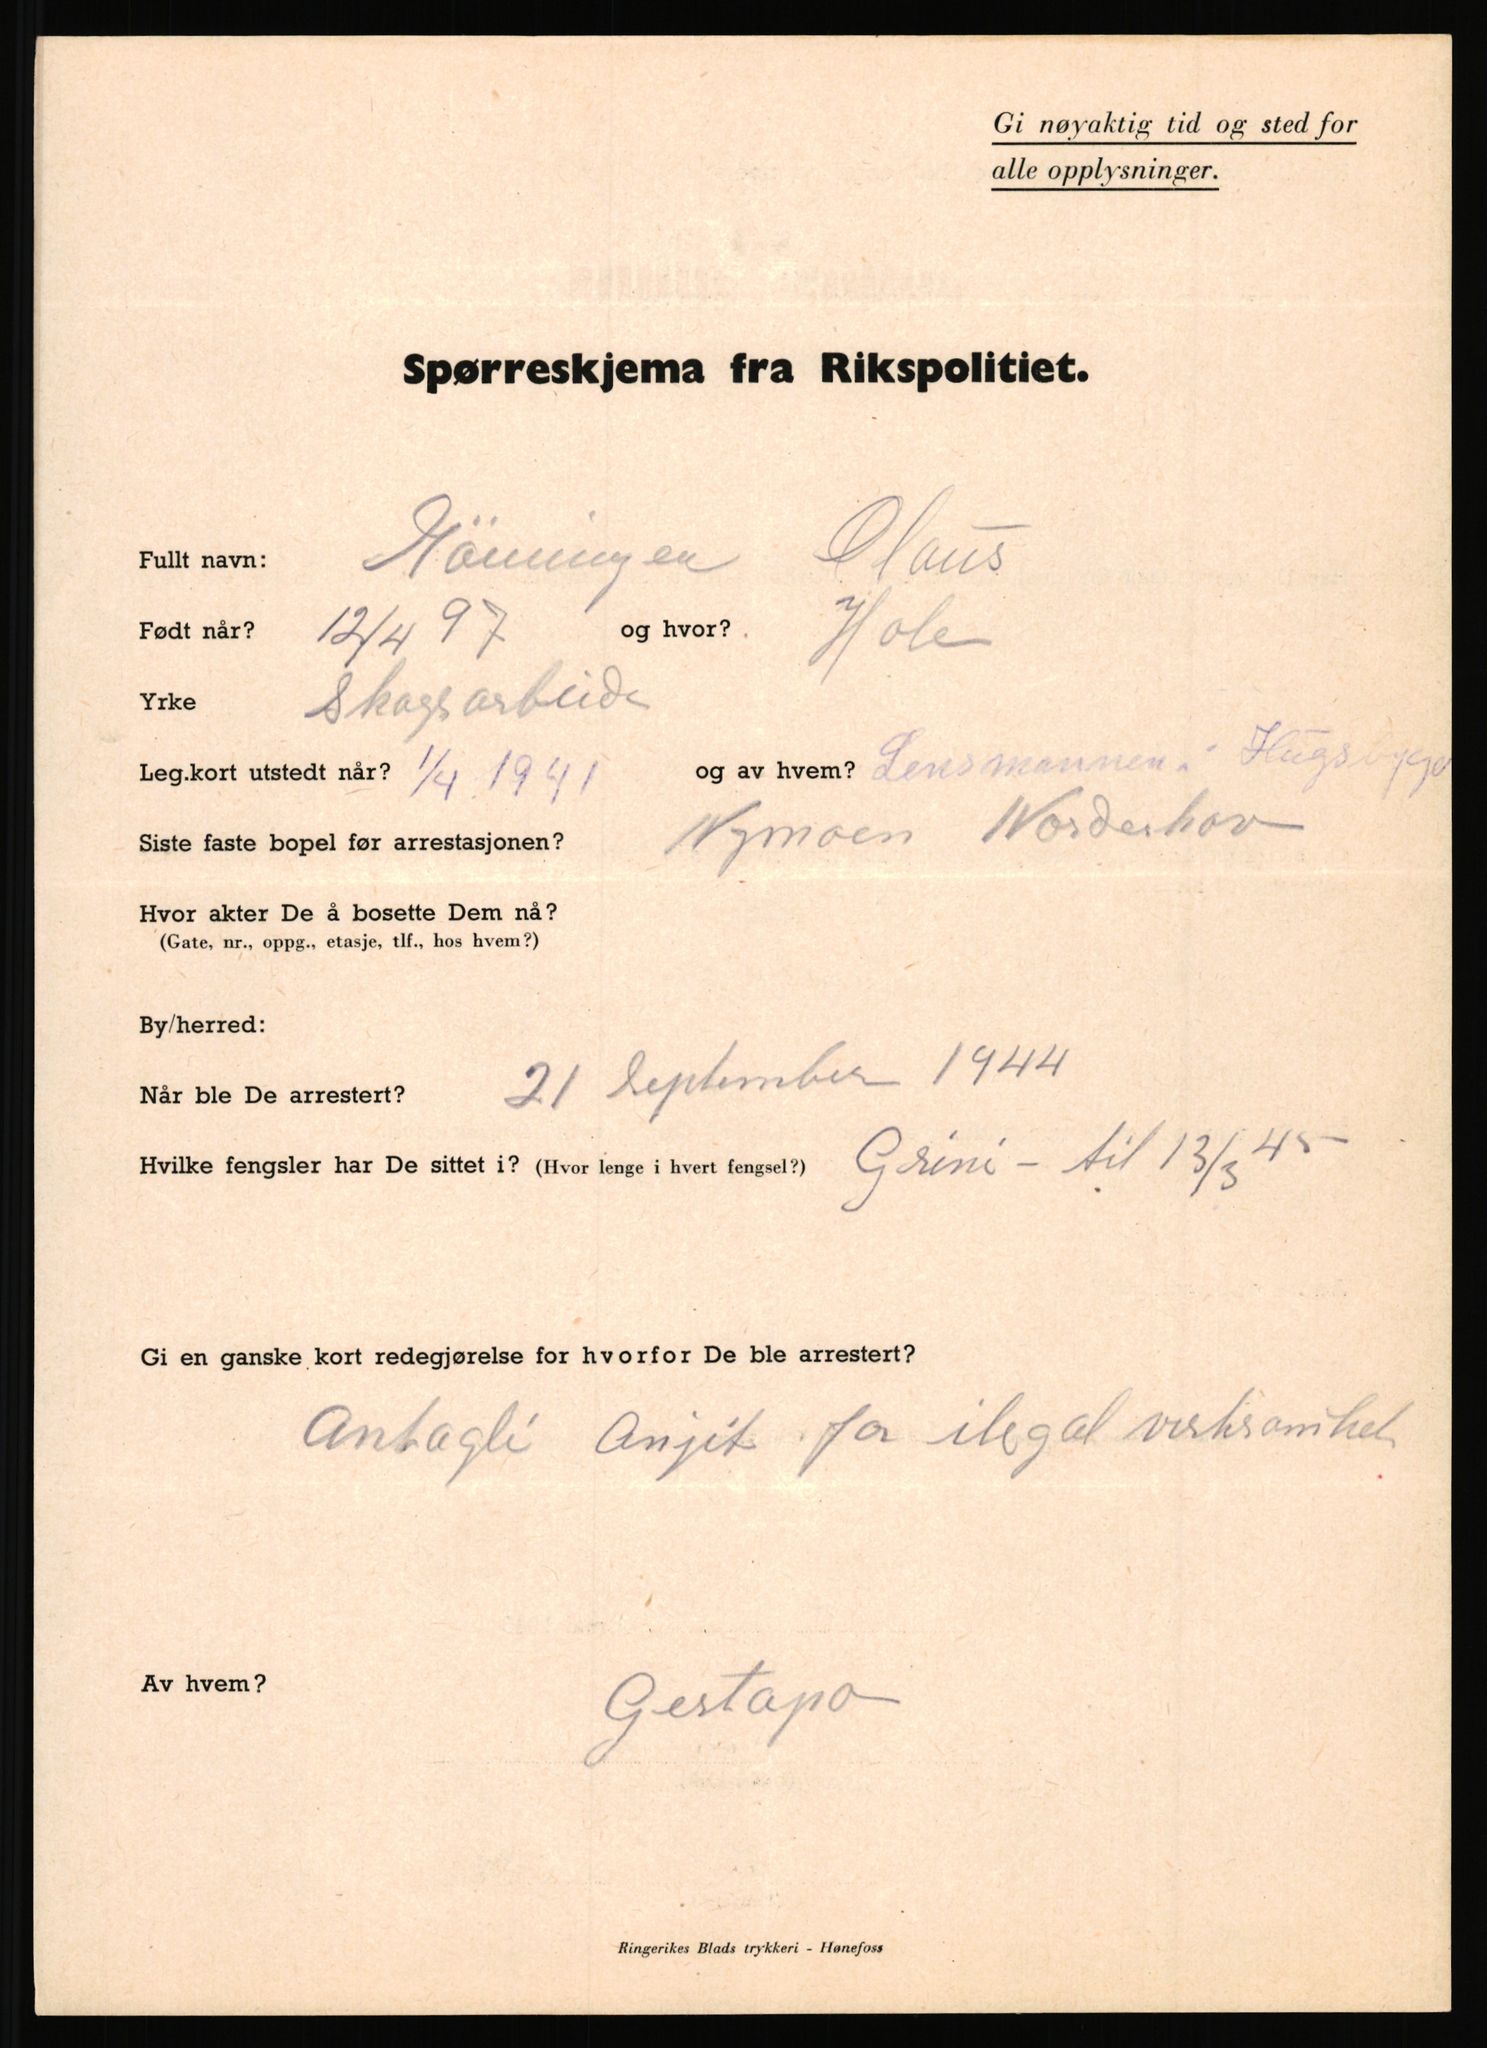 Gi nøyaktig tid og sted for
alle opplysninger.
Spørreskjema fra Rikspolitiet.
Fullt navn: Hönningen Olaus
Født når? 12/4 97 og hvor? Hole
Yrke Skogsarbeide
Leg.kort utstedt når? 1/4 1941 og av hvem? Lensmannen i
Siste faste bopel før arrestasjonen? Nymoen Norderhov
Hvor akter De å bosette Dem nå?
(Gate, nr., oppg., etasje, tlf., hos hvem?)
By/herred:
Når ble De arrestert? 21 September 1944
Hvilke fengsler har De sittet i? (Hvor lenge i hvert fengsel?) Grini - til 13/3 45
Gi en ganske kort redegjørelse for hvorfor De ble arrestert?
Antagli Anjit for ilegal virksomhet
Av hvem? Gestapo
Ringerikes Blads trykkeri - Hønefoss